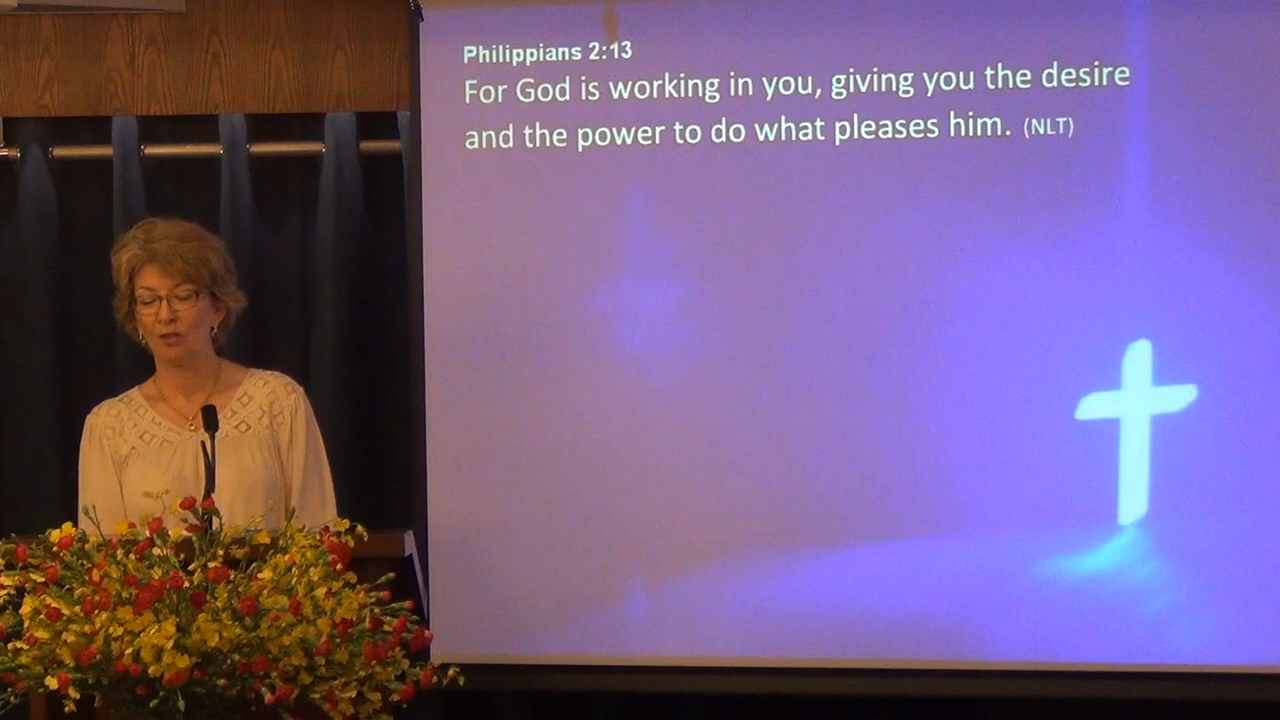 Philippians 2:13
For God is working in you, giving you the desire
and the power to do what pleases him. (NLT)